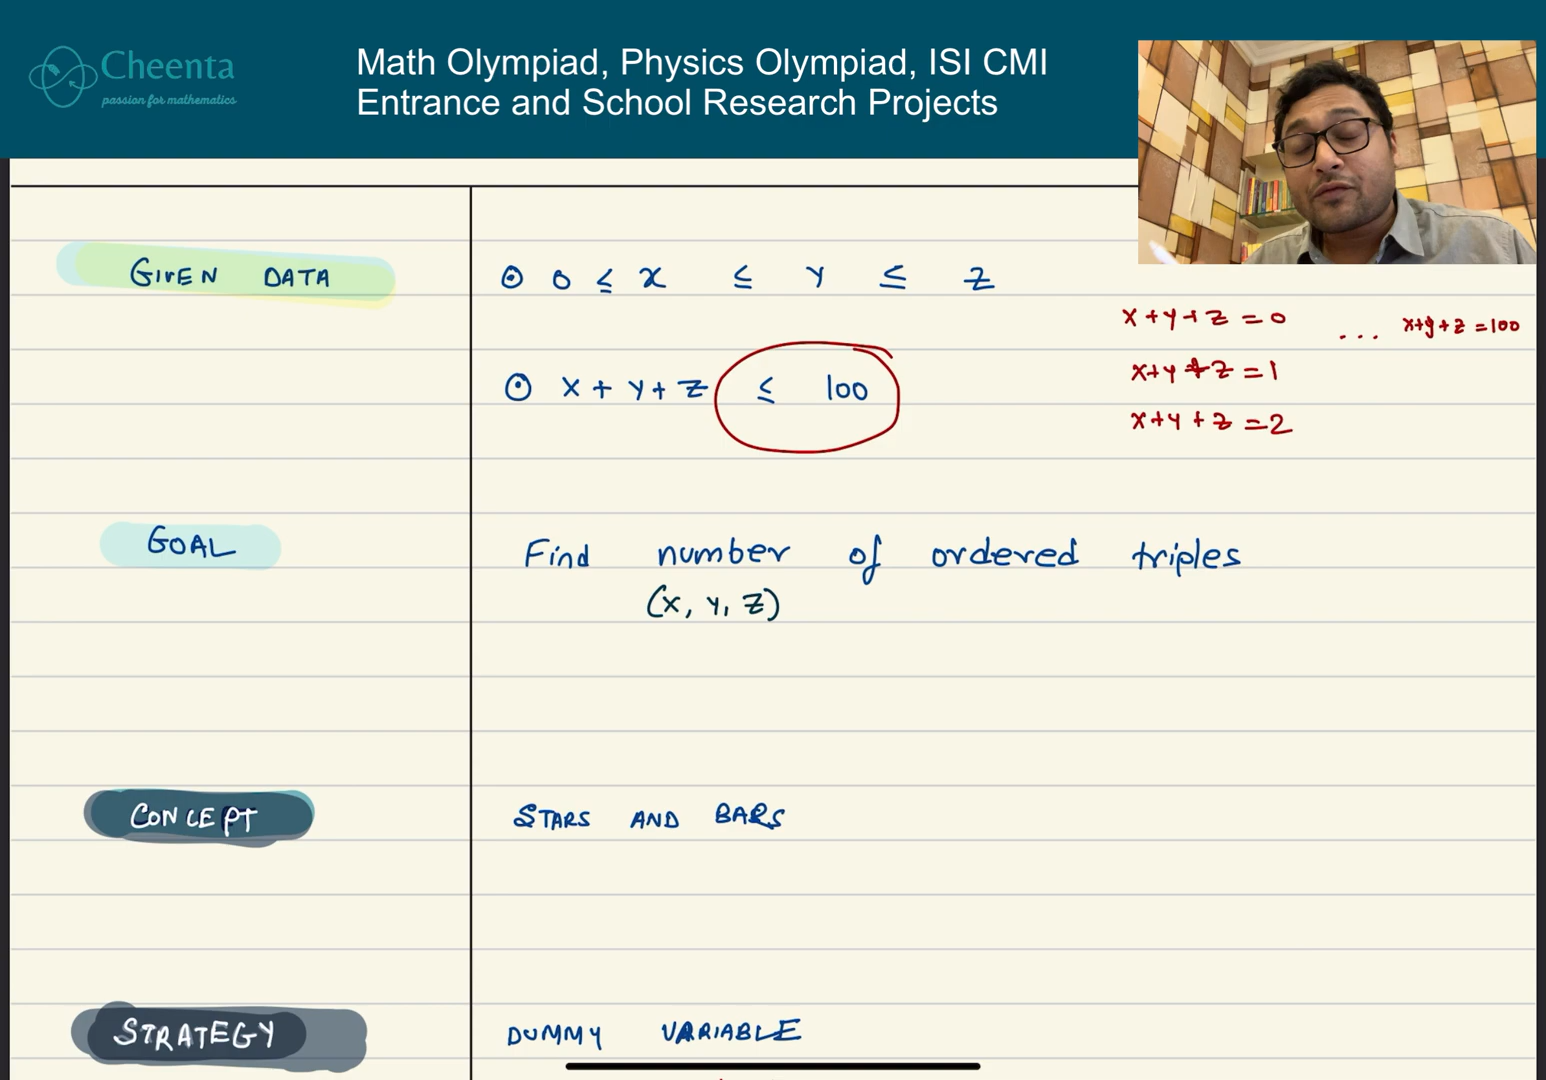 Cheenta
passion for mathematics
Math Olympiad, Physics Olympiad, ISI CMI
Entrance and School Research Projects
GIVEN DATA
⊙ 0 ≤ x ≤ y ≤ z
⊙ x + y + z ≤ 100
x + y + z = 0
x + y + z = 1
x + y + z = 2
... x+y+z = 100
GOAL
Find number of ordered triples
(x, y, z)
CONCEPT
STARS AND BARS
STRATEGY
DUMMY VARIABLE